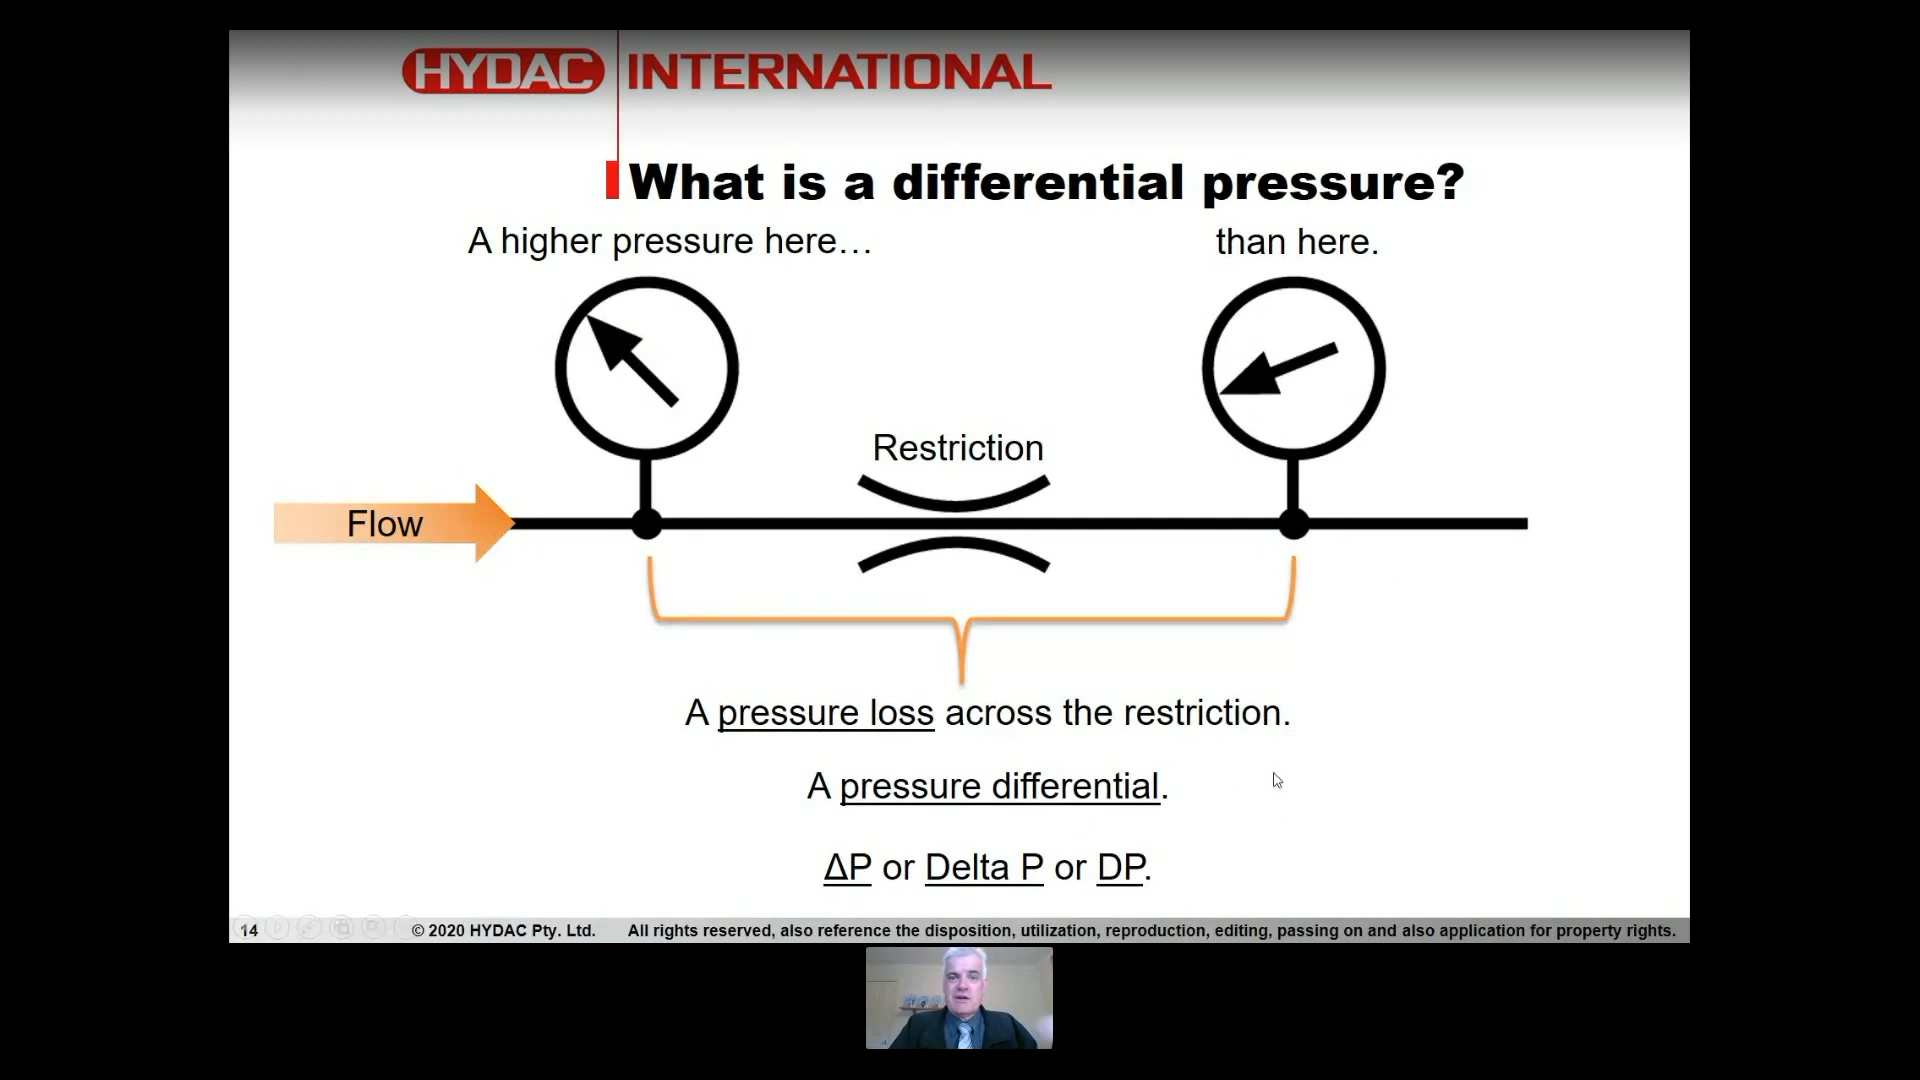 HYDAC INTERNATIONAL
What is a differential pressure?
A higher pressure here…
than here.
Restriction
Flow
A pressure loss across the restriction.
A pressure differential.
ΔP or Delta P or DP.
14 © 2020 HYDAC Pty. Ltd. All rights reserved, also reference the disposition, utilization, reproduction, editing, passing on and also application for property rights.